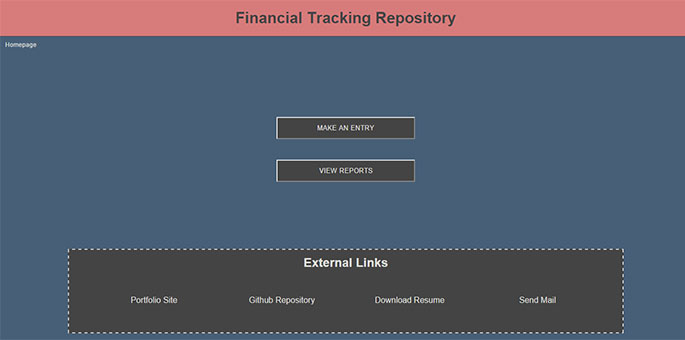 Financial Tracking Repository
Homepage
MAKE AN ENTRY
VIEW REPORTS
External Links
Portfolio Site Github Repository Download Resume Send Mail